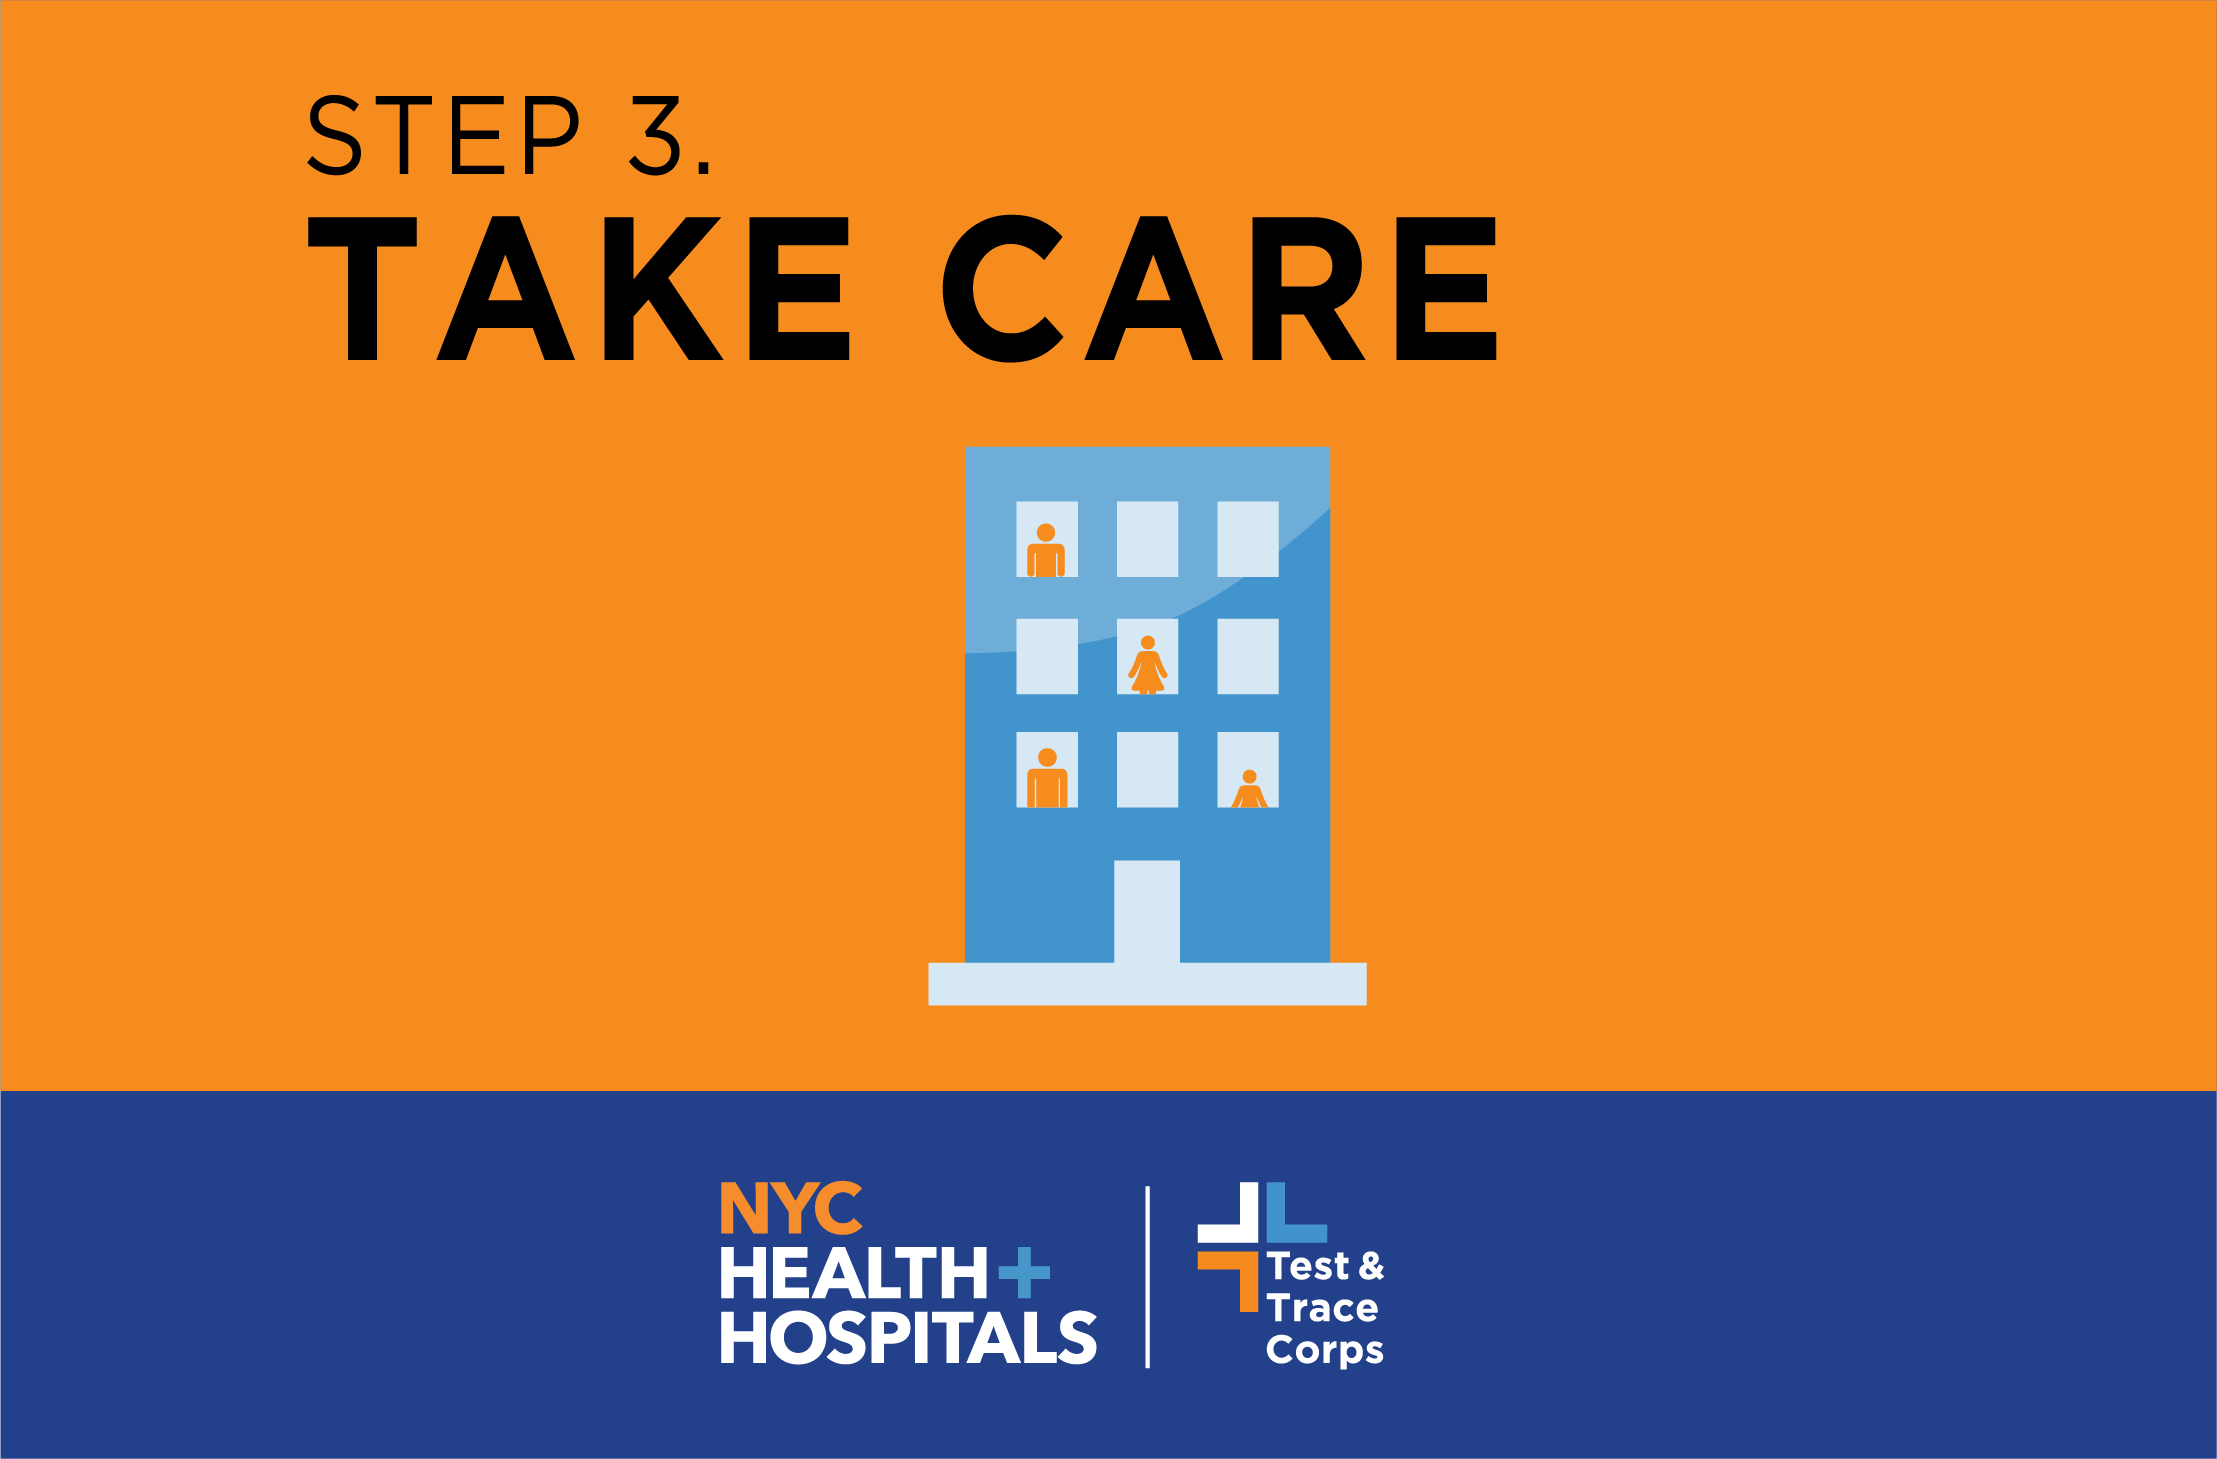 STEP 3.
TAKE CARE
NYC
HEALTH+
HOSPITALS
Test &
Trace
Corps